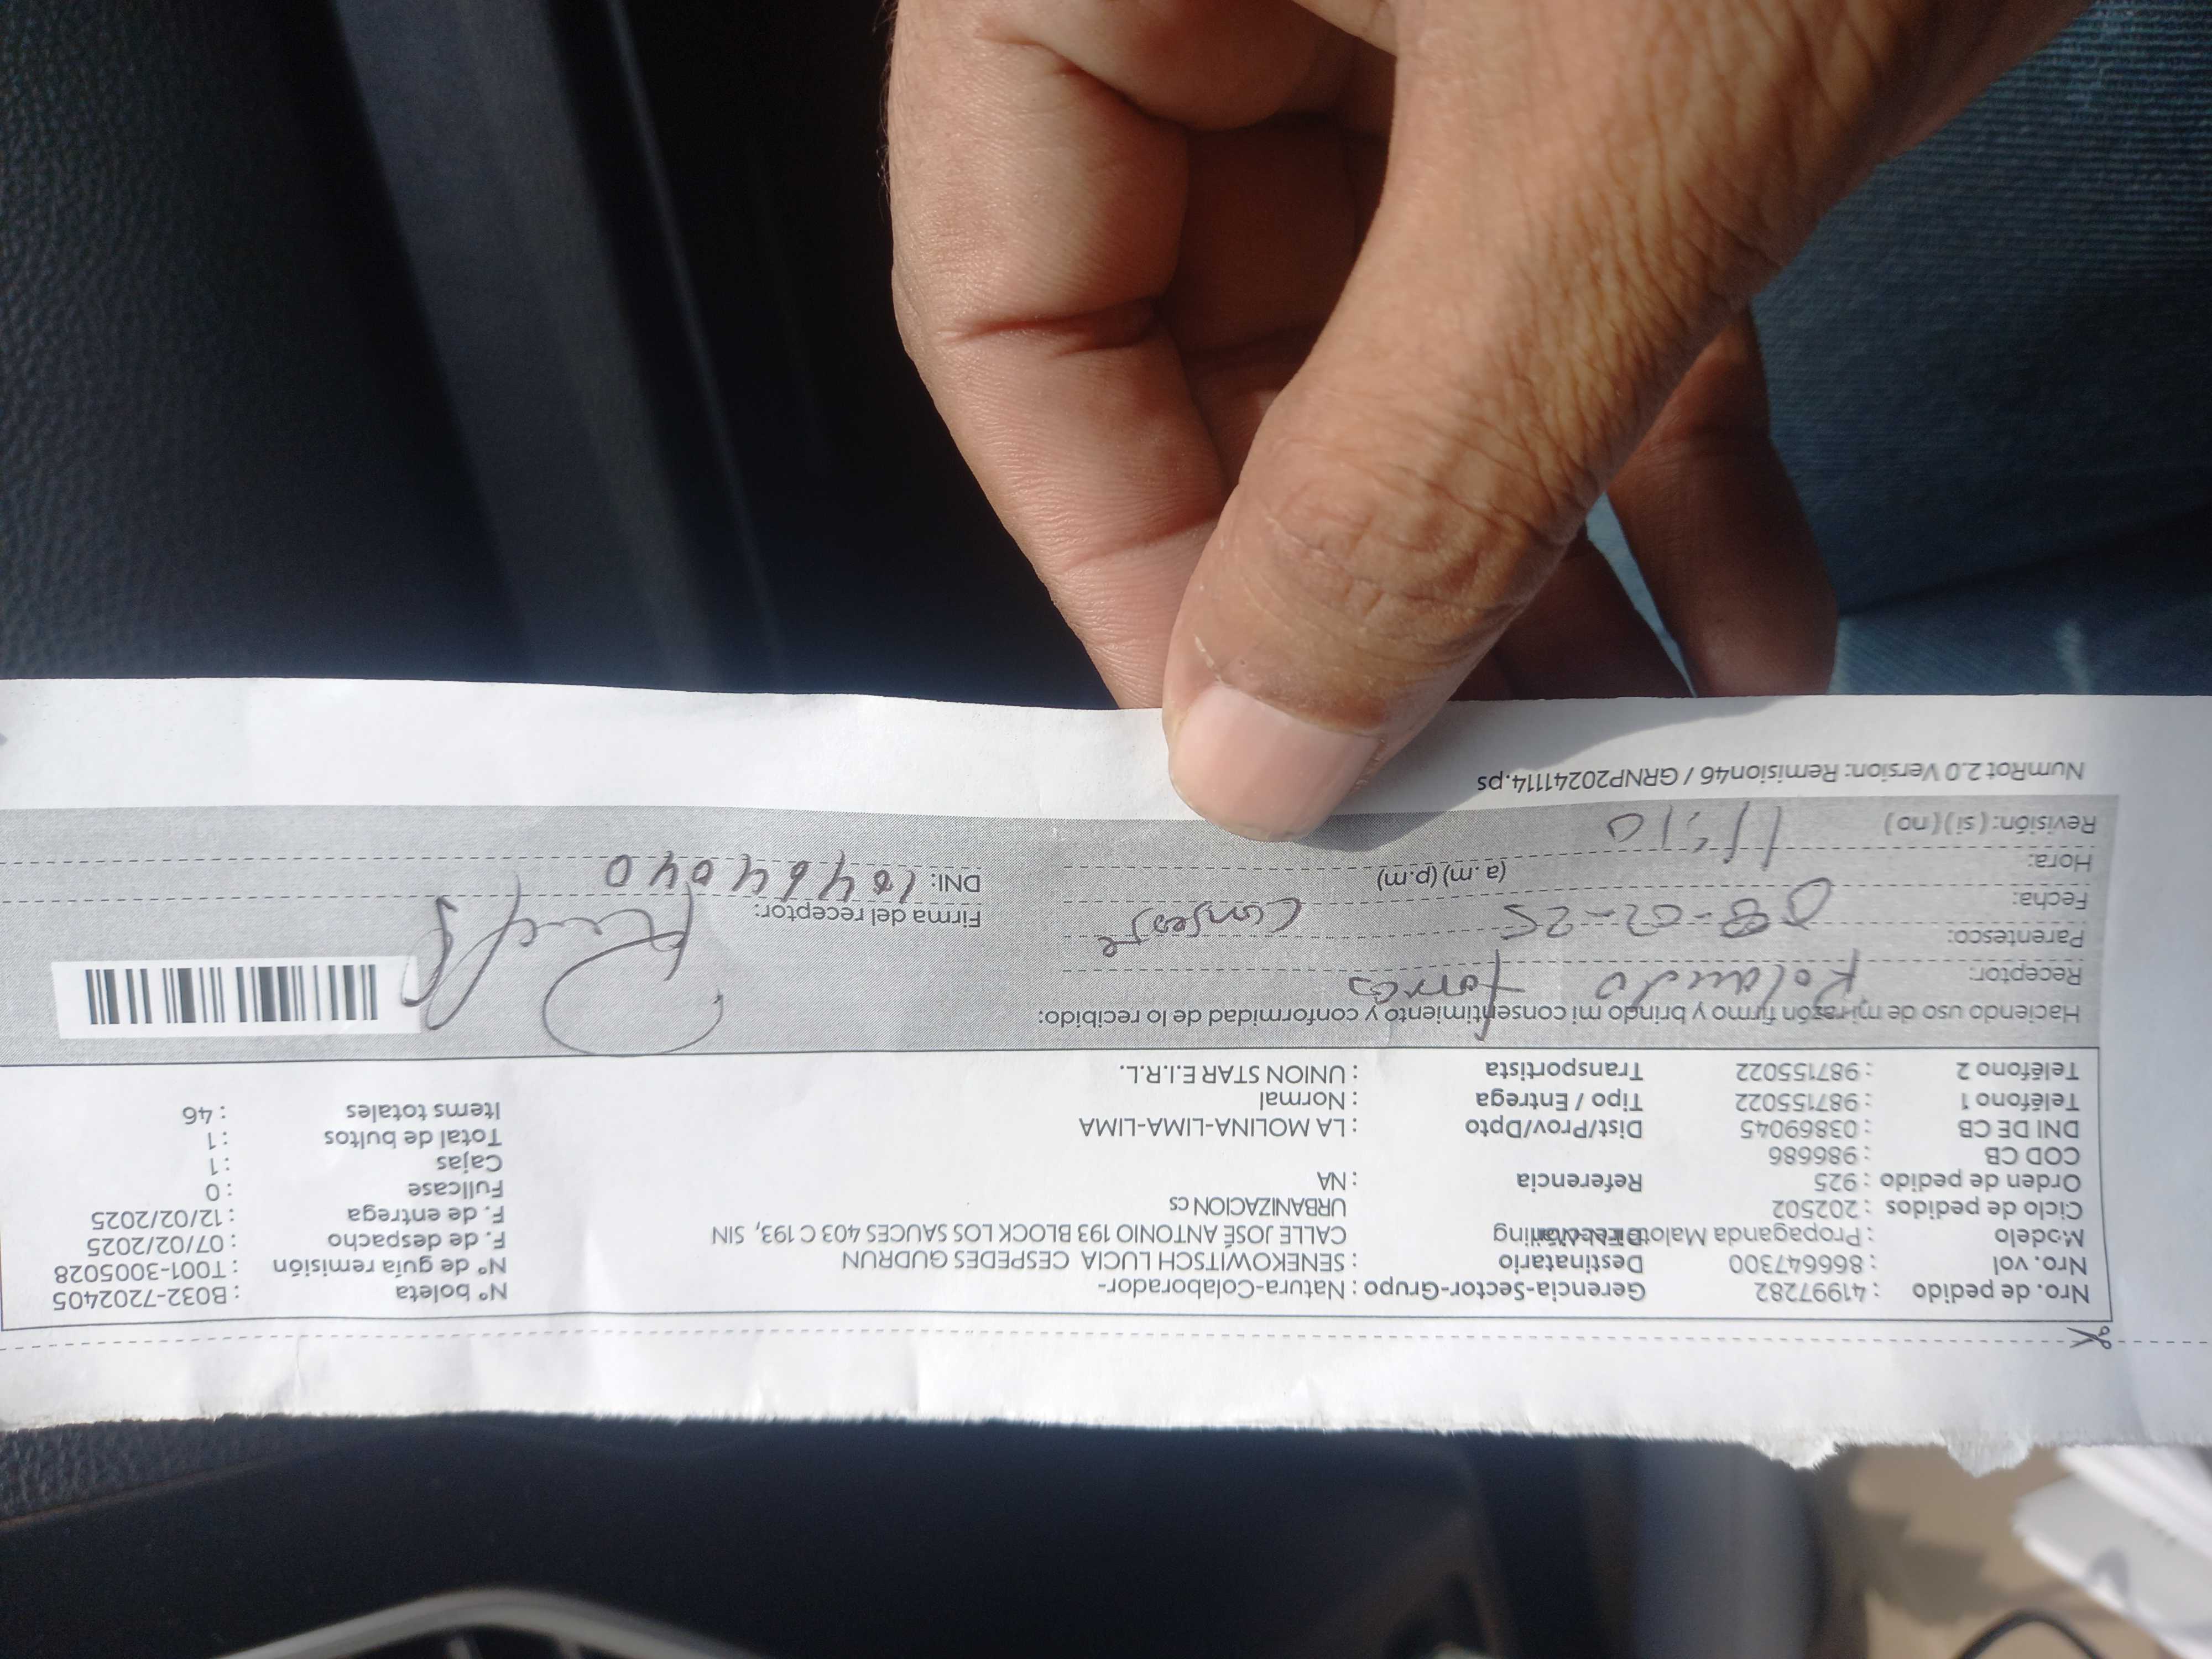 Nro. de pedido : 41997282 Gerencia-Sector-Grupo : Natura-Colaborador- N° boleta : B032-7202405
Nro. vol : 866647300 Destinatario : SENEKOWITSCH LUCIA CESPEDES GUDRUN N° de guía remisión : T001-3005028
Modelo : Propaganda Malote CALLE JOSÉ ANTONIO 193 BLOCK LOS SAUCES 403 C 193, SIN F. de despacho : 07/02/2025
Ciclo de pedidos : 202502 URBANIZACION cs F. de entrega : 12/02/2025
Orden de pedido : 925 Referencia : NA Fullcase : 0
COD CB : 986686 Cajas : 1
DNI DE CB : 03869045 Dist/Prov/Dpto : LA MOLINA-LIMA-LIMA Total de bultos : 1
Teléfono 1 : 987155022 Tipo / Entrega : Normal Items totales : 46
Teléfono 2 : 987155022 Transportista : UNION STAR E.I.R.L.
Haciendo uso de mi razón firmo y brindo mi consentimiento y conformidad de lo recibido:
Receptor: Rolando Torres
Parentesco: Conserje
Fecha: 08-02-25 Firma del receptor:
Hora: 11:10 (a.m) (p.m) DNI: 10464040
Revisión: ( si ) ( no )
NumRot 2.0 Version: Remision46 / GRNP20241114.ps